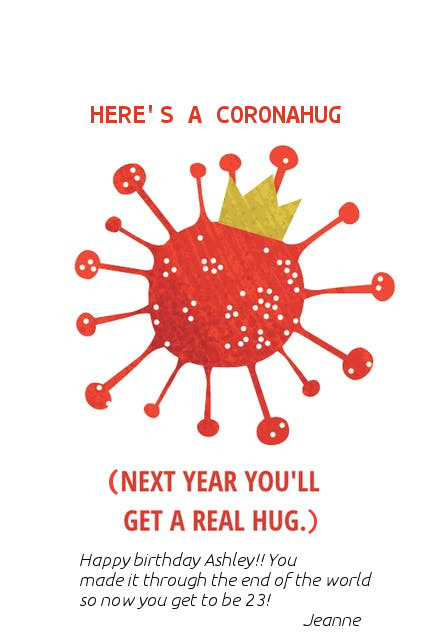 HERE'S A CORONAHUG
(NEXT YEAR YOU'LL
GET A REAL HUG.)
Happy birthday Ashley!! You
made it through the end of the world
so now you get to be 23!
Jeanne